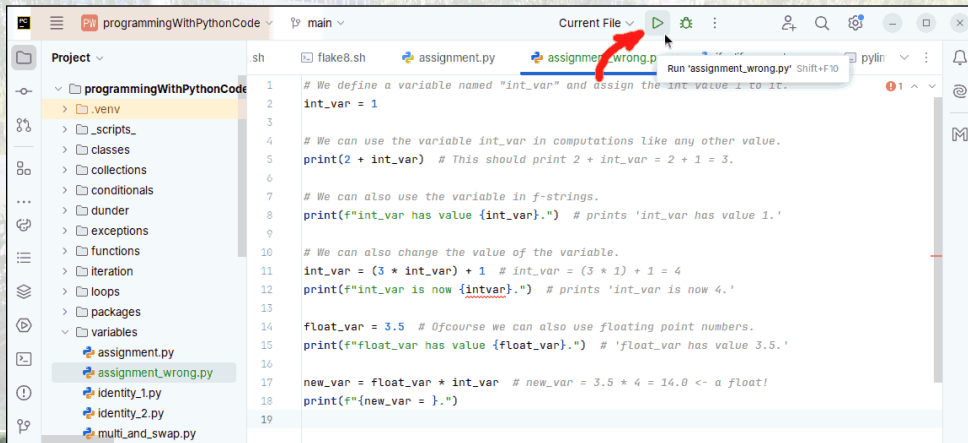 PC PW programmingWithPythonCode main Current File
Project
.sh flake8.sh assignment.py assignment_wrong.p pylin
Run 'assignment_wrong.py' Shift+F10
programmingWithPythonCode
.venv
_scripts_
classes
collections
conditionals
dunder
exceptions
functions
iteration
loops
packages
variables
assignment.py
assignment_wrong.py
identity_1.py
identity_2.py
multi_and_swap.py
1 # We define a variable named "int_var" and assign the int value 1 to it. 1
2 int_var = 1
3
4 # We can use the variable int_var in computations like any other value.
5 print(2 + int_var)  # This should print 2 + int_var = 2 + 1 = 3.
6
7 # We can also use the variable in f-strings.
8 print(f"int_var has value {int_var}.")  # prints 'int_var has value 1.'
9
10 # We can also change the value of the variable.
11 int_var = (3 * int_var) + 1  # int_var = (3 * 1) + 1 = 4
12 print(f"int_var is now {intvar}.")  # prints 'int_var is now 4.'
13
14 float_var = 3.5  # Ofcourse we can also use floating point numbers.
15 print(f"float_var has value {float_var}.")  # 'float_var has value 3.5.'
16
17 new_var = float_var * int_var  # new_var = 3.5 * 4 = 14.0 <- a float!
18 print(f"{new_var = }.")
19